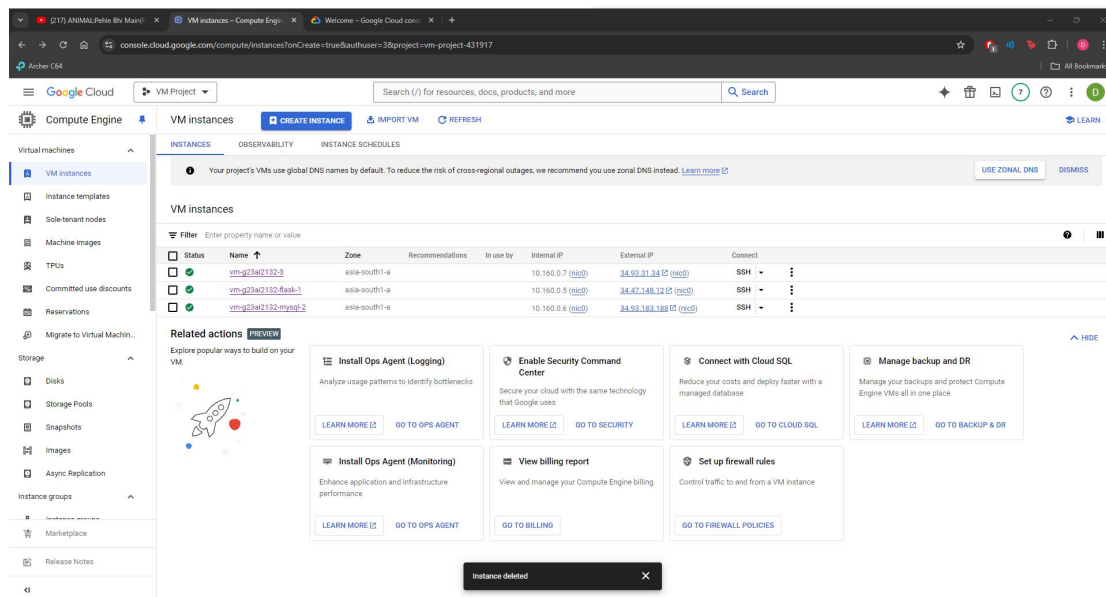 (217) ANIMAL:Pehle Bhi Main(
VM instances – Compute Engin
Welcome – Google Cloud cons
console.cloud.google.com/compute/instances?onCreate=true&authuser=3&project=vm-project-431917
Archer C64
All Bookmarks
Google Cloud
VM Project
Search (/) for resources, docs, products, and more
Search
7
D
Compute Engine
VM instances
CREATE INSTANCE
IMPORT VM
REFRESH
LEARN
Virtual machines
VM instances
Instance templates
Sole-tenant nodes
Machine images
TPUs
Committed use discounts
Reservations
Migrate to Virtual Machin...
Storage
Disks
Storage Pools
Snapshots
Images
Async Replication
Instance groups
Marketplace
Release Notes
INSTANCES OBSERVABILITY INSTANCE SCHEDULES
Your project's VMs use global DNS names by default. To reduce the risk of cross-regional outages, we recommend you use zonal DNS instead. Learn more
USE ZONAL DNS DISMISS
VM instances
Filter Enter property name or value
Status Name Zone Recommendations In use by Internal IP External IP Connect
vm-g23ai2132-3 asia-south1-a 10.160.0.7 (nic0) 34.93.31.34 (nic0) SSH
vm-g23ai2132-flask-1 asia-south1-a 10.160.0.5 (nic0) 34.47.148.12 (nic0) SSH
vm-g23ai2132-mysql-2 asia-south1-a 10.160.0.6 (nic0) 34.93.183.188 (nic0) SSH
Related actions PREVIEW
HIDE
Explore popular ways to build on your
VM.
Install Ops Agent (Logging)
Analyze usage patterns to identify bottlenecks
LEARN MORE GO TO OPS AGENT
Enable Security Command
Center
Secure your cloud with the same technology
that Google uses
LEARN MORE GO TO SECURITY
Connect with Cloud SQL
Reduce your costs and deploy faster with a
managed database
LEARN MORE GO TO CLOUD SQL
Manage backup and DR
Manage your backups and protect Compute
Engine VMs all in one place
LEARN MORE GO TO BACKUP & DR
Install Ops Agent (Monitoring)
Enhance application and infrastructure
performance
LEARN MORE GO TO OPS AGENT
View billing report
View and manage your Compute Engine billing
GO TO BILLING
Set up firewall rules
Control traffic to and from a VM instance
GO TO FIREWALL POLICIES
Instance deleted